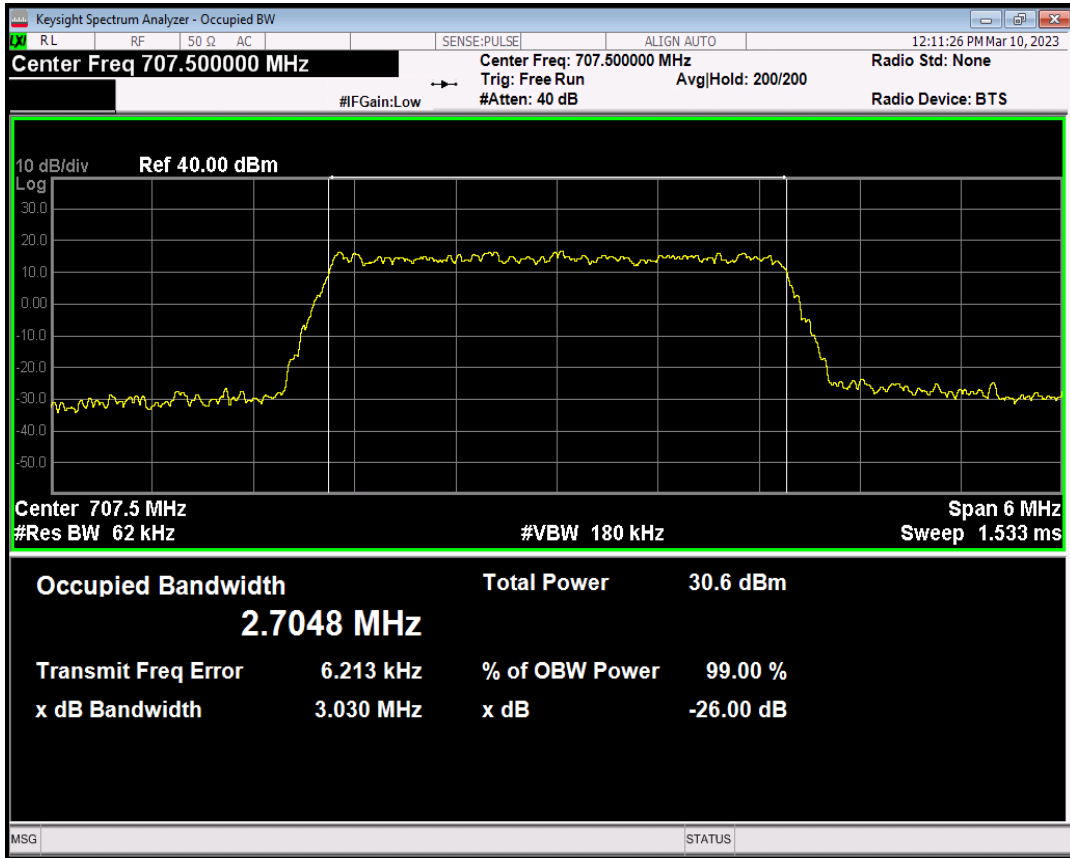 Keysight Spectrum Analyzer - Occupied BW
LXI RL RF 50 Ω AC SENSE:PULSE ALIGN AUTO 12:11:26 PM Mar 10, 2023
Center Freq 707.500000 MHz Center Freq: 707.500000 MHz Radio Std: None
Trig: Free Run Avg|Hold: 200/200
#IFGain:Low #Atten: 40 dB Radio Device: BTS
10 dB/div Ref 40.00 dBm
Log
30.0
20.0
10.0
0.00
-10.0
-20.0
-30.0
-40.0
-50.0
Center 707.5 MHz Span 6 MHz
#Res BW 62 kHz #VBW 180 kHz Sweep 1.533 ms
Occupied Bandwidth Total Power 30.6 dBm
2.7048 MHz
Transmit Freq Error 6.213 kHz % of OBW Power 99.00 %
x dB Bandwidth 3.030 MHz x dB -26.00 dB
MSG STATUS